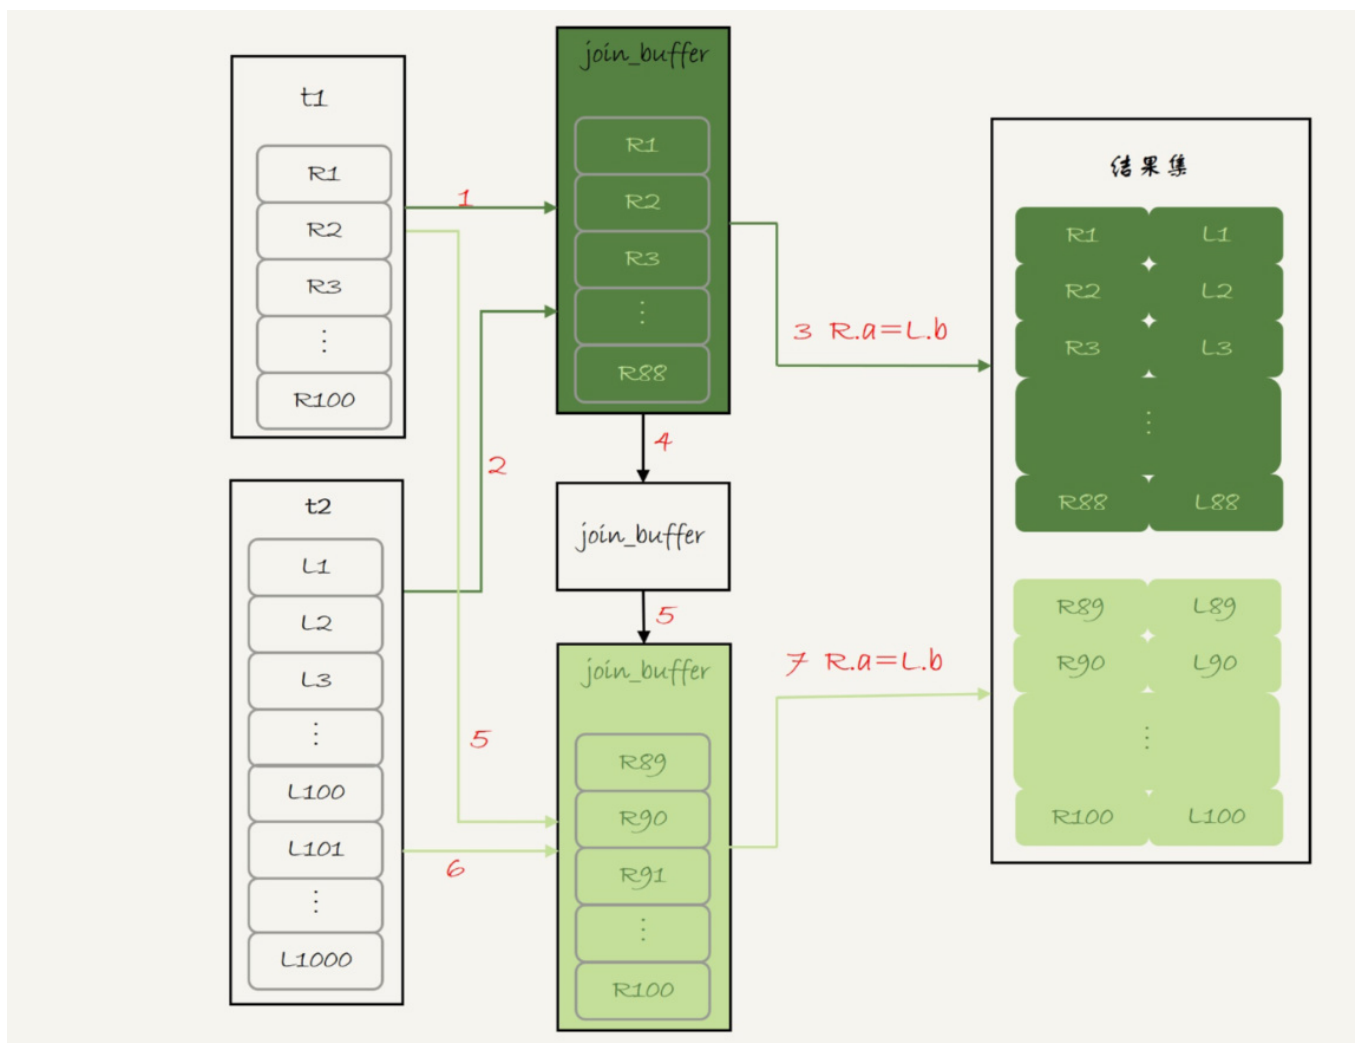 t1
R1
R2
R3
⋮
R100
t2
L1
L2
L3
⋮
L100
L101
⋮
L1000
1
2
5
6
join_buffer
R1
R2
R3
⋮
R88
4
join_buffer
5
join_buffer
R89
R90
R91
⋮
R100
3 R.a=L.b
7 R.a=L.b
结果集
R1 L1
R2 L2
R3 L3
⋮
R88 L88
R89 L89
R90 L90
⋮
R100 L100